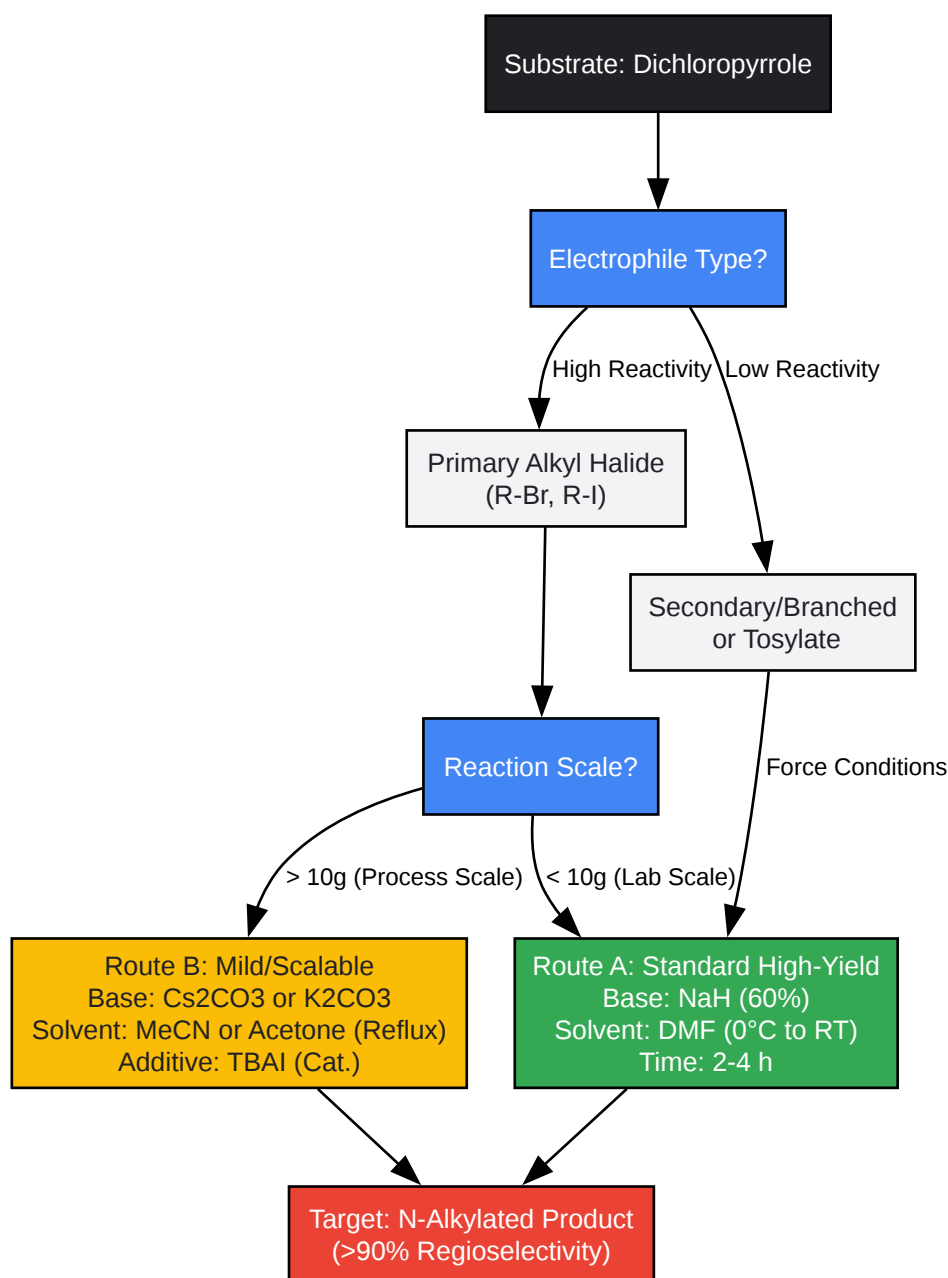 Substrate: Dichloropyrrole
Electrophile Type?
High Reactivity
Low Reactivity
Primary Alkyl Halide
(R-Br, R-I)
Secondary/Branched
or Tosylate
Reaction Scale?
Force Conditions
> 10g (Process Scale)
< 10g (Lab Scale)
Route B: Mild/Scalable
Base: Cs2CO3 or K2CO3
Solvent: MeCN or Acetone (Reflux)
Additive: TBAI (Cat.)
Route A: Standard High-Yield
Base: NaH (60%)
Solvent: DMF (0°C to RT)
Time: 2-4 h
Target: N-Alkylated Product
(>90% Regioselectivity)